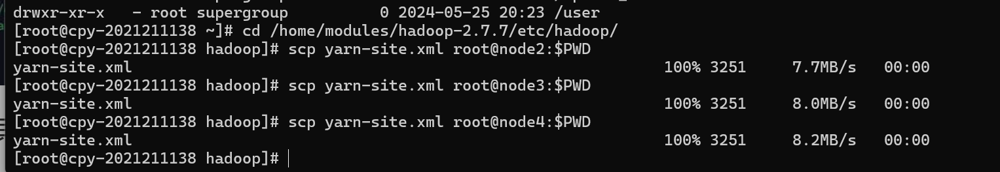 drwxr-xr-x   - root supergroup          0 2024-05-25 20:23 /user
[root@cpy-2021211138 ~]# cd /home/modules/hadoop-2.7.7/etc/hadoop/
[root@cpy-2021211138 hadoop]# scp yarn-site.xml root@node2:$PWD
yarn-site.xml                                                          100% 3251     7.7MB/s   00:00
[root@cpy-2021211138 hadoop]# scp yarn-site.xml root@node3:$PWD
yarn-site.xml                                                          100% 3251     8.0MB/s   00:00
[root@cpy-2021211138 hadoop]# scp yarn-site.xml root@node4:$PWD
yarn-site.xml                                                          100% 3251     8.2MB/s   00:00
[root@cpy-2021211138 hadoop]#